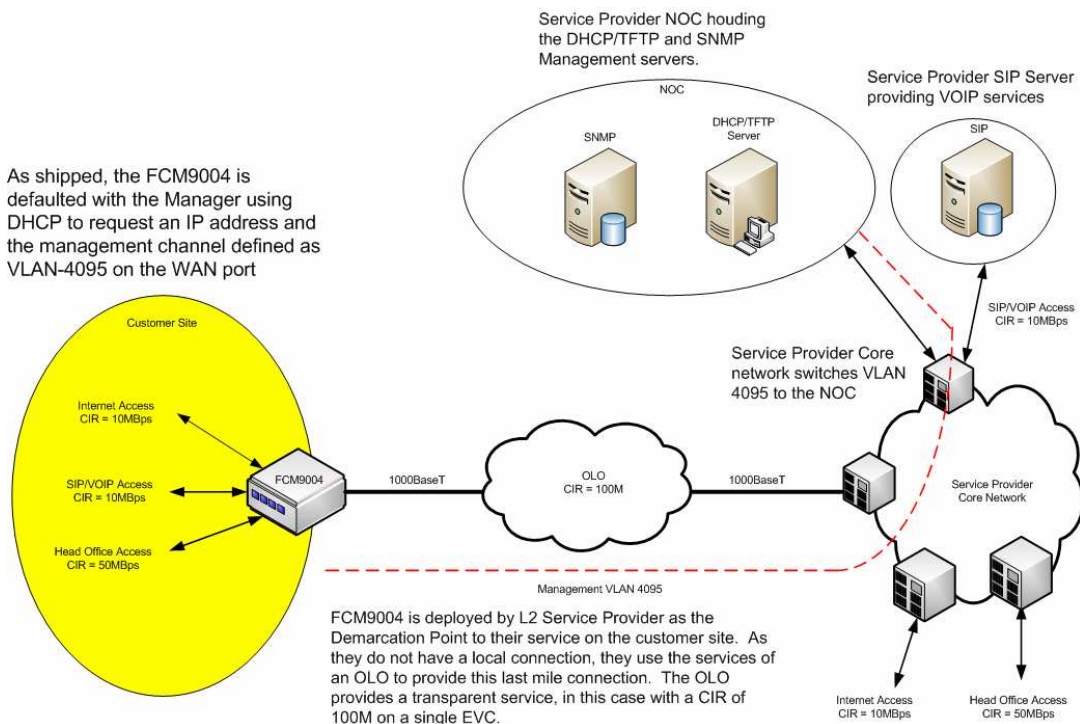 Service Provider NOC houding
the DHCP/TFTP and SNMP
Management servers.
NOC
SNMP
DHCP/TFTP
Server
Service Provider SIP Server
providing VOIP services
SIP
As shipped, the FCM9004 is
defaulted with the Manager using
DHCP to request an IP address and
the management channel defined as
VLAN-4095 on the WAN port
Customer Site
Internet Access
CIR = 10MBps
SIP/VOIP Access
CIR = 10MBps
Head Office Access
CIR = 50MBps
FCM9004
1000BaseT
OLO
CIR = 100M
1000BaseT
Service Provider Core
network switches VLAN
4095 to the NOC
SIP/VOIP Access
CIR = 10MBps
Service Provider
Core Network
Management VLAN 4095
FCM9004 is deployed by L2 Service Provider as the
Demarcation Point to their service on the customer site. As
they do not have a local connection, they use the services of
an OLO to provide this last mile connection. The OLO
provides a transparent service, in this case with a CIR of
100M on a single EVC.
Internet Access
CIR = 10MBps
Head Office Access
CIR = 50MBps